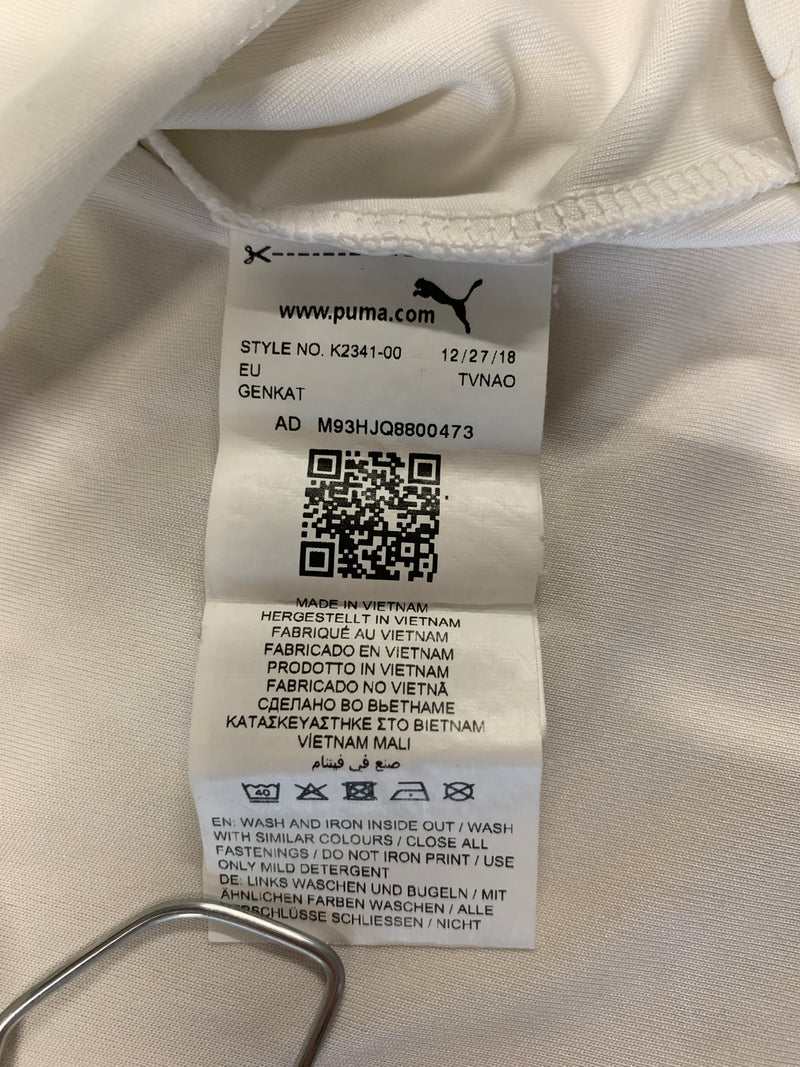 www.puma.com
STYLE NO. K2341-00 12/27/18
EU TVNAO
GENKAT
AD M93HJQ8800473
MADE IN VIETNAM
HERGESTELLT IN VIETNAM
FABRIQUÉ AU VIETNAM
FABRICADO EN VIETNAM
PRODOTTO IN VIETNAM
FABRICADO NO VIETNÃ
СДЕЛАНО ВО ВЬЕТНАМЕ
ΚΑΤΑΣΚΕΥΑΣΤΗΚΕ ΣΤΟ ΒΙΕΤΝΑΜ
VİETNAM MALI
صنع في فيتنام
40
EN: WASH AND IRON INSIDE OUT / WASH
WITH SIMILAR COLOURS / CLOSE ALL
FASTENINGS / DO NOT IRON PRINT / USE
ONLY MILD DETERGENT
DE: LINKS WASCHEN UND BUGELN / MIT
ÄHNLICHEN FARBEN WASCHEN / ALLE
VERSCHLÜSSE SCHLIESSEN / NICHT